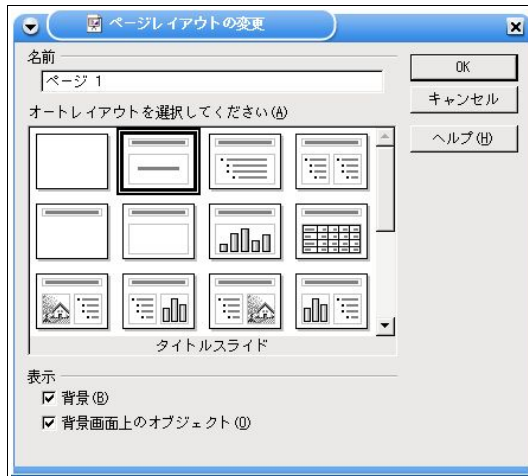 ページレイアウトの変更
名前
ページ 1
オートレイアウトを選択してください(A)
タイトルスライド
表示
背景(B)
背景画面上のオブジェクト(O)
OK
キャンセル
ヘルプ(H)